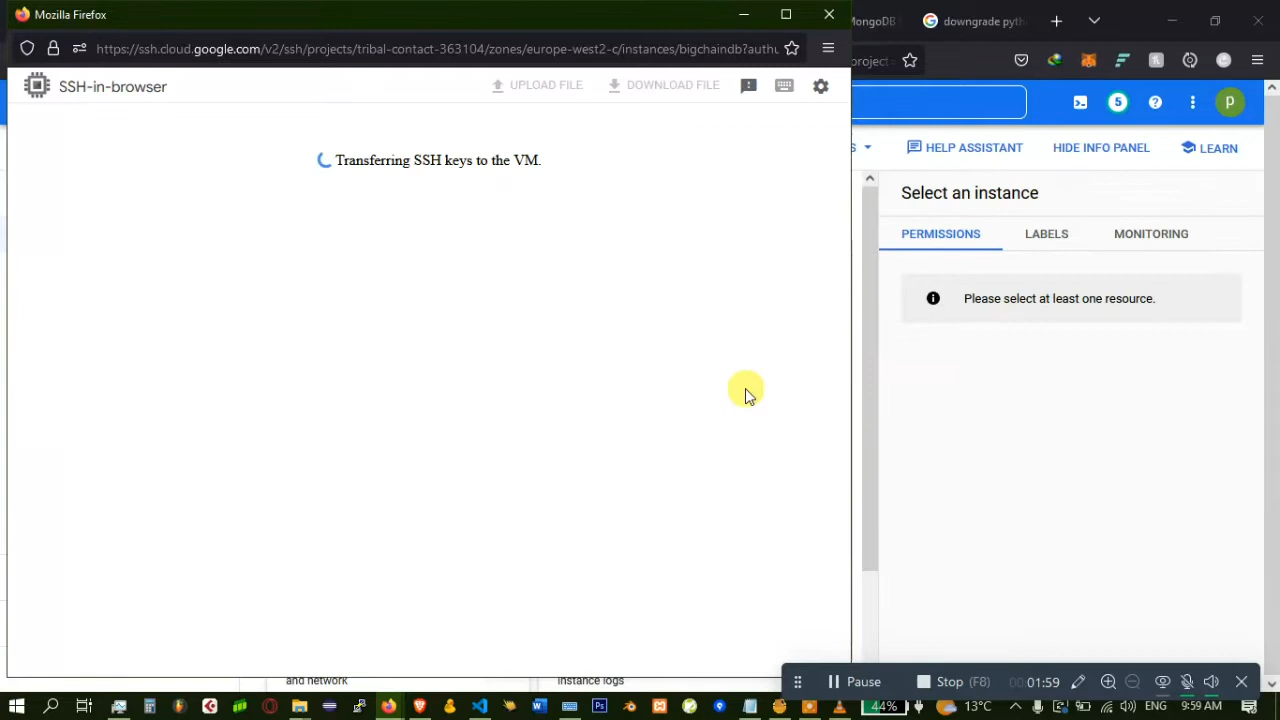 Mozilla Firefox
MongoDB
downgrade pyth
https://ssh.cloud.google.com/v2/ssh/projects/tribal-contact-363104/zones/europe-west2-c/instances/bigchaindb?authu
project
SSH-in-browser
UPLOAD FILE
DOWNLOAD FILE
5
p
S
HELP ASSISTANT
HIDE INFO PANEL
LEARN
Transferring SSH keys to the VM.
Select an instance
PERMISSIONS
LABELS
MONITORING
Please select at least one resource.
and network
instance logs
Pause
Stop (F8)
00:01:59
44%
13°C
ENG
9:59 AM